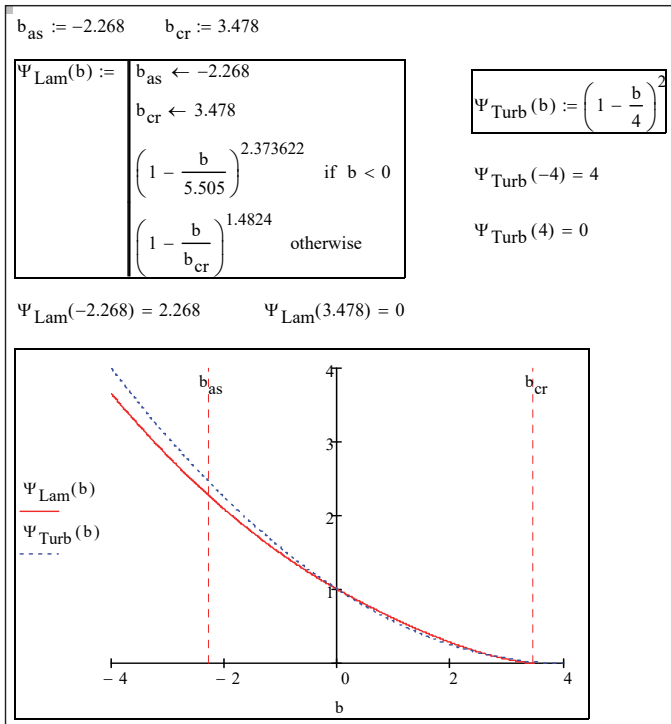 b_as := −2.268 b_cr := 3.478
Ψ_Lam(b) := b_as ← −2.268
b_cr ← 3.478
(1 − b/5.505)^2.373622 if b < 0
(1 − b/b_cr)^1.4824 otherwise
Ψ_Turb(b) := (1 − b/4)^2
Ψ_Turb(−4) = 4
Ψ_Turb(4) = 0
Ψ_Lam(−2.268) = 2.268 Ψ_Lam(3.478) = 0
b_as
b_cr
4
3
2
1
Ψ_Lam(b)
Ψ_Turb(b)
− 4 − 2 0 2 4
b